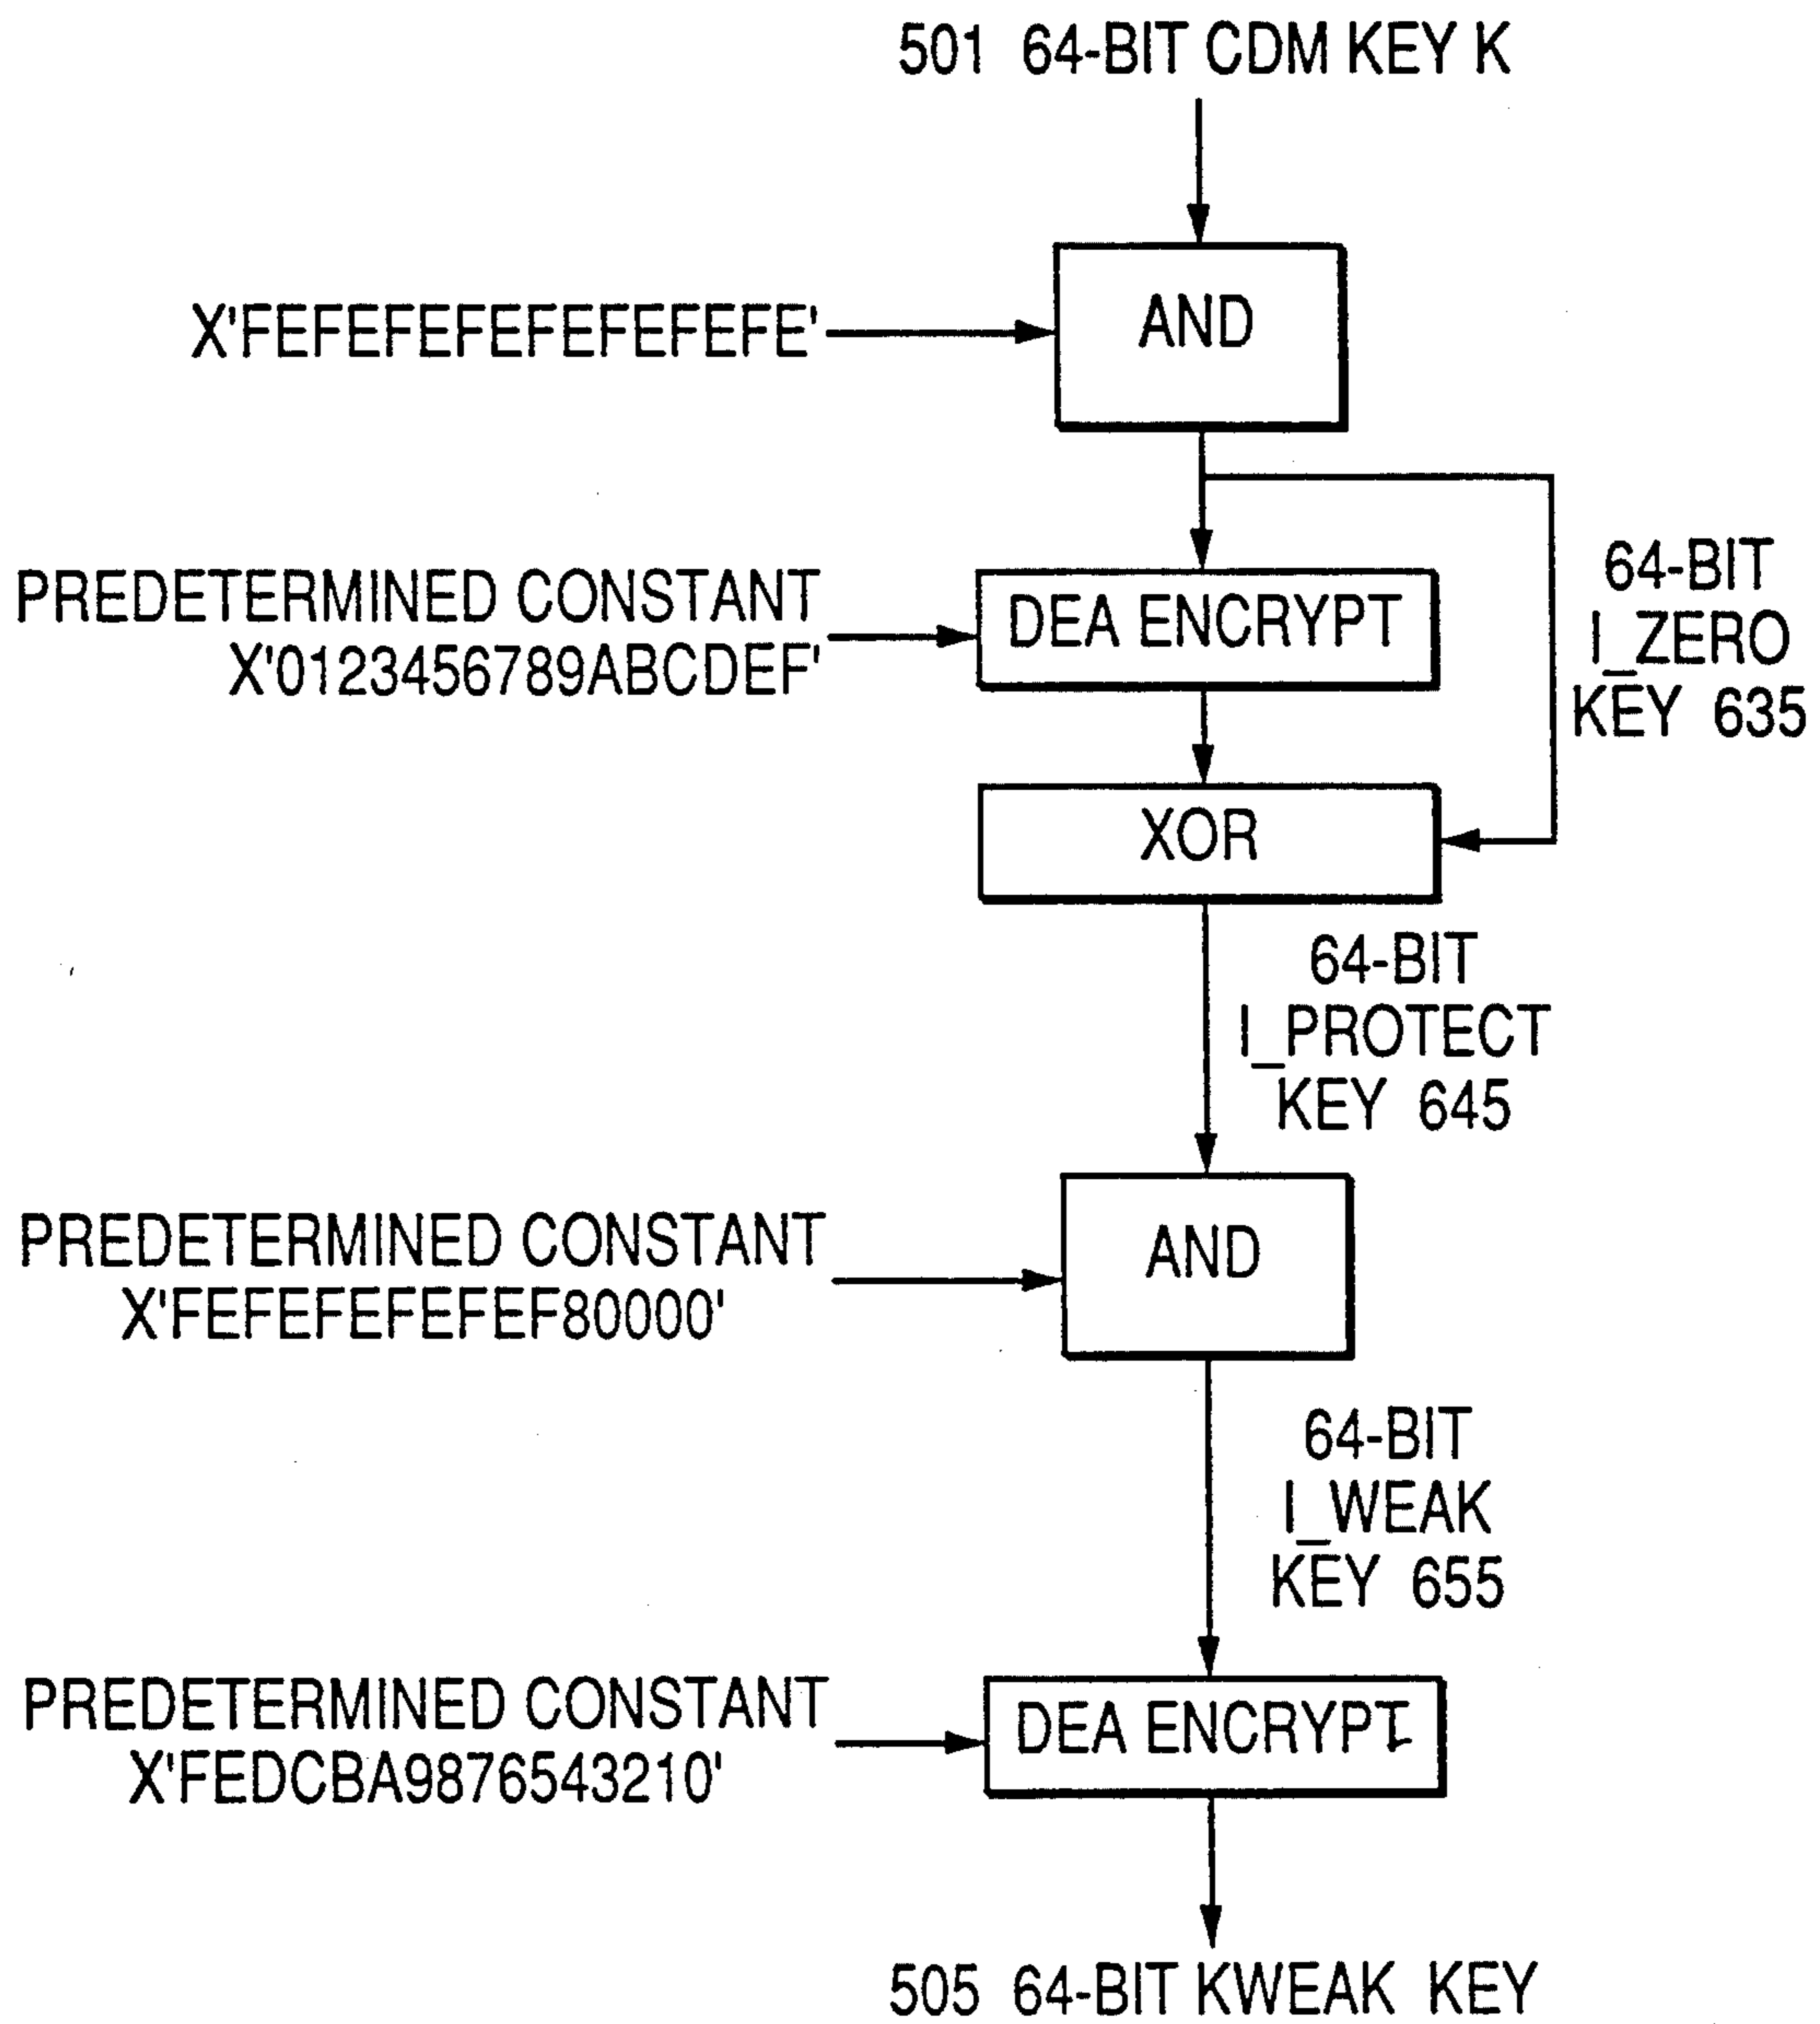 501 64-BIT CDM KEY K
X'FEFEFEFEFEFEFEFE'
AND
PREDETERMINED CONSTANT
X'0123456789ABCDEF'
DEA ENCRYPT
64-BIT
I_ZERO
KEY 635
XOR
64-BIT
I_PROTECT
KEY 645
PREDETERMINED CONSTANT
X'FEFEFEFEFEF80000'
AND
64-BIT
I_WEAK
KEY 655
PREDETERMINED CONSTANT
X'FEDCBA9876543210'
DEA ENCRYPT
505 64-BIT KWEAK KEY